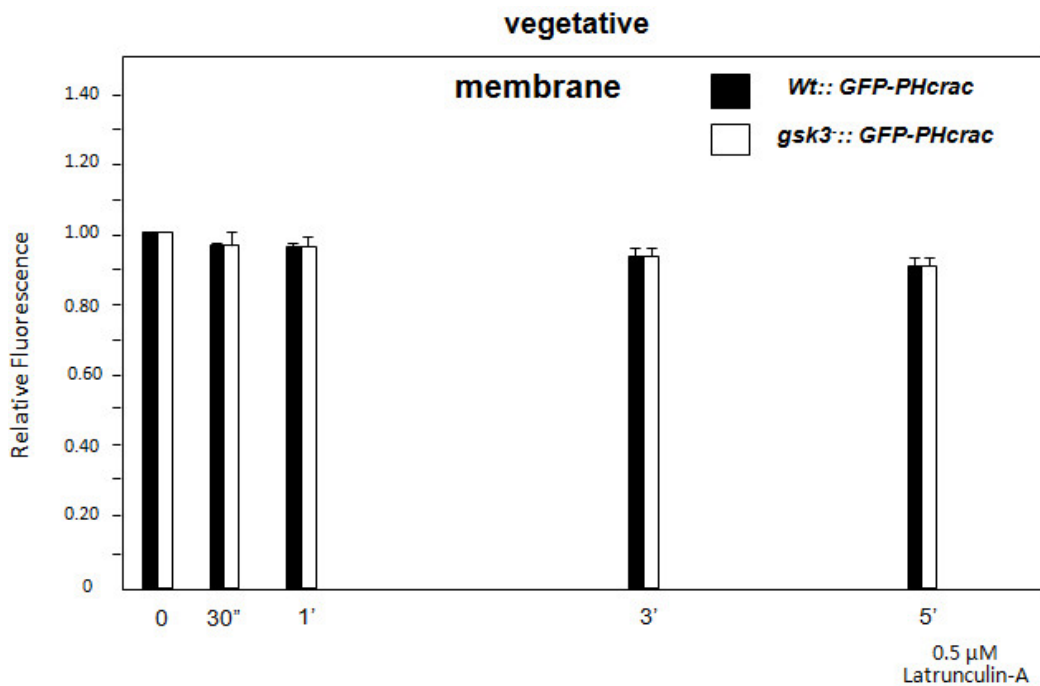 vegetative
membrane
Wt:: GFP-PHcrac
gsk3-:: GFP-PHcrac
Relative Fluorescence
1.40
1.20
1.00
0.80
0.60
0.40
0.20
0
0 30" 1' 3' 5'
0.5 µM
Latrunculin-A